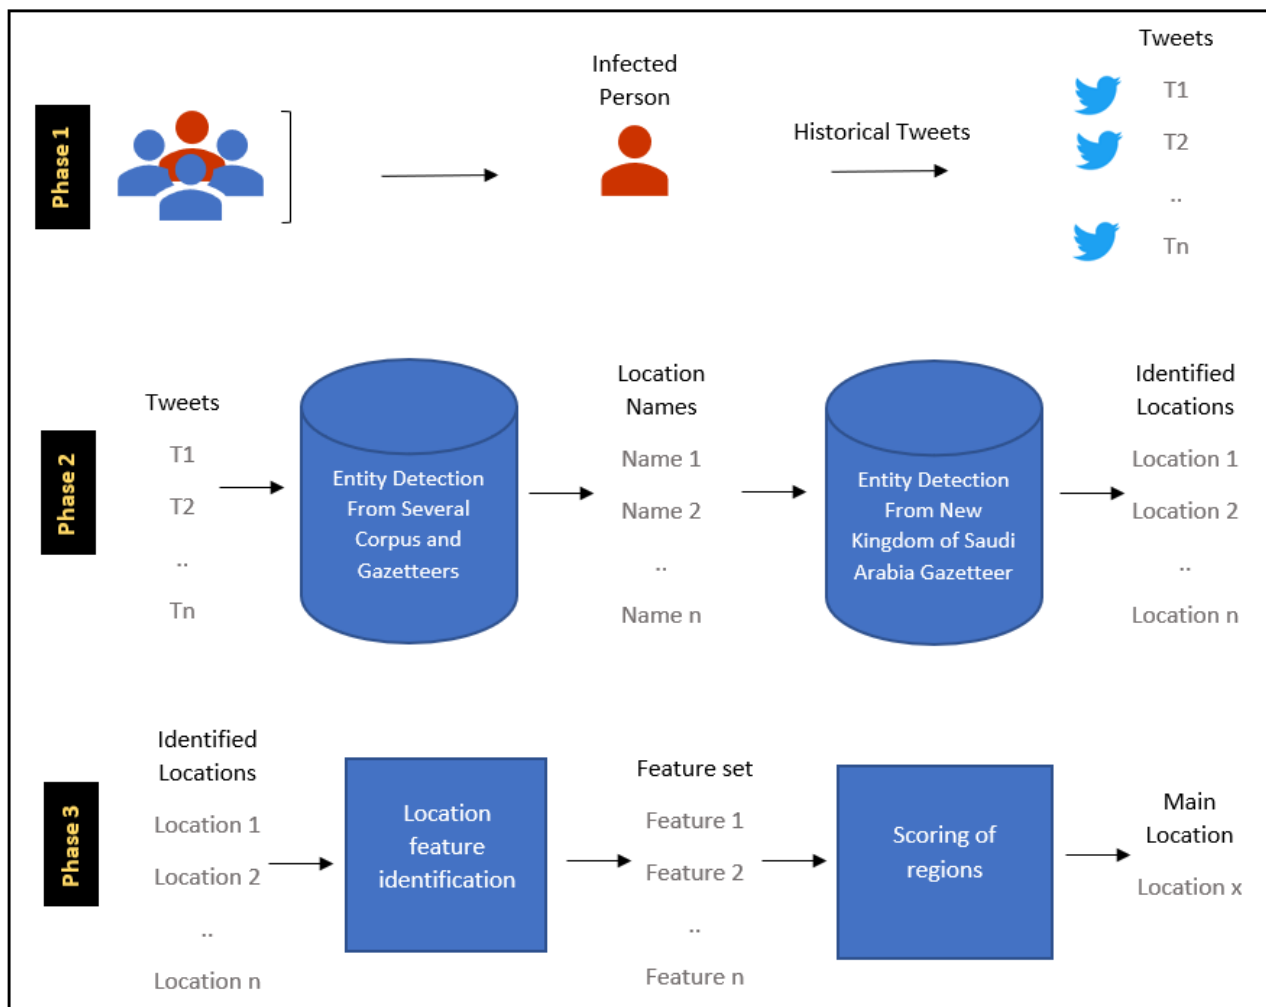 Phase 1
Infected
Person
Historical Tweets
Tweets
T1
T2
..
Tn
Phase 2
Tweets
T1
T2
..
Tn
Entity Detection
From Several
Corpus and
Gazetteers
Location
Names
Name 1
Name 2
..
Name n
Entity Detection
From New
Kingdom of Saudi
Arabia Gazetteer
Identified
Locations
Location 1
Location 2
..
Location n
Phase 3
Identified
Locations
Location 1
Location 2
..
Location n
Location
feature
identification
Feature set
Feature 1
Feature 2
..
Feature n
Scoring of
regions
Main
Location
Location x